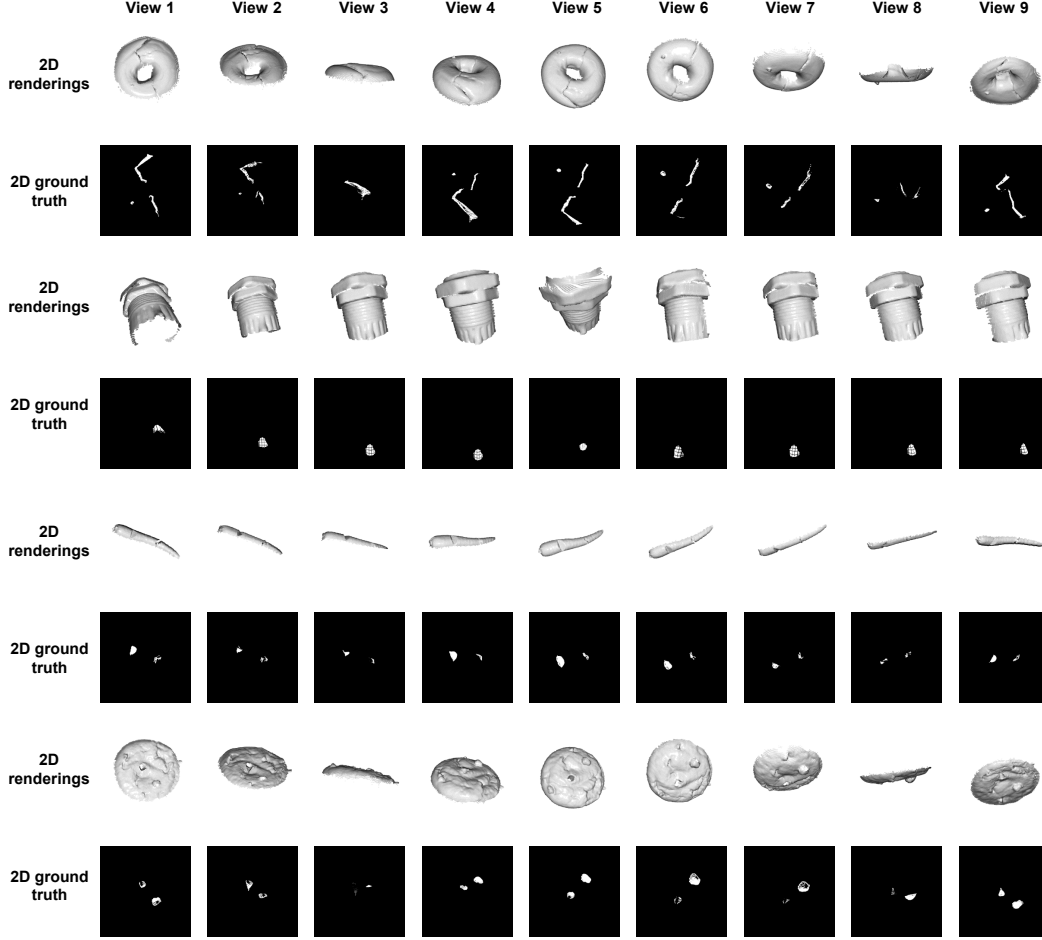 View 1 View 2 View 3 View 4 View 5 View 6 View 7 View 8 View 9
2D
renderings
2D ground
truth
2D
renderings
2D ground
truth
2D
renderings
2D ground
truth
2D
renderings
2D ground
truth